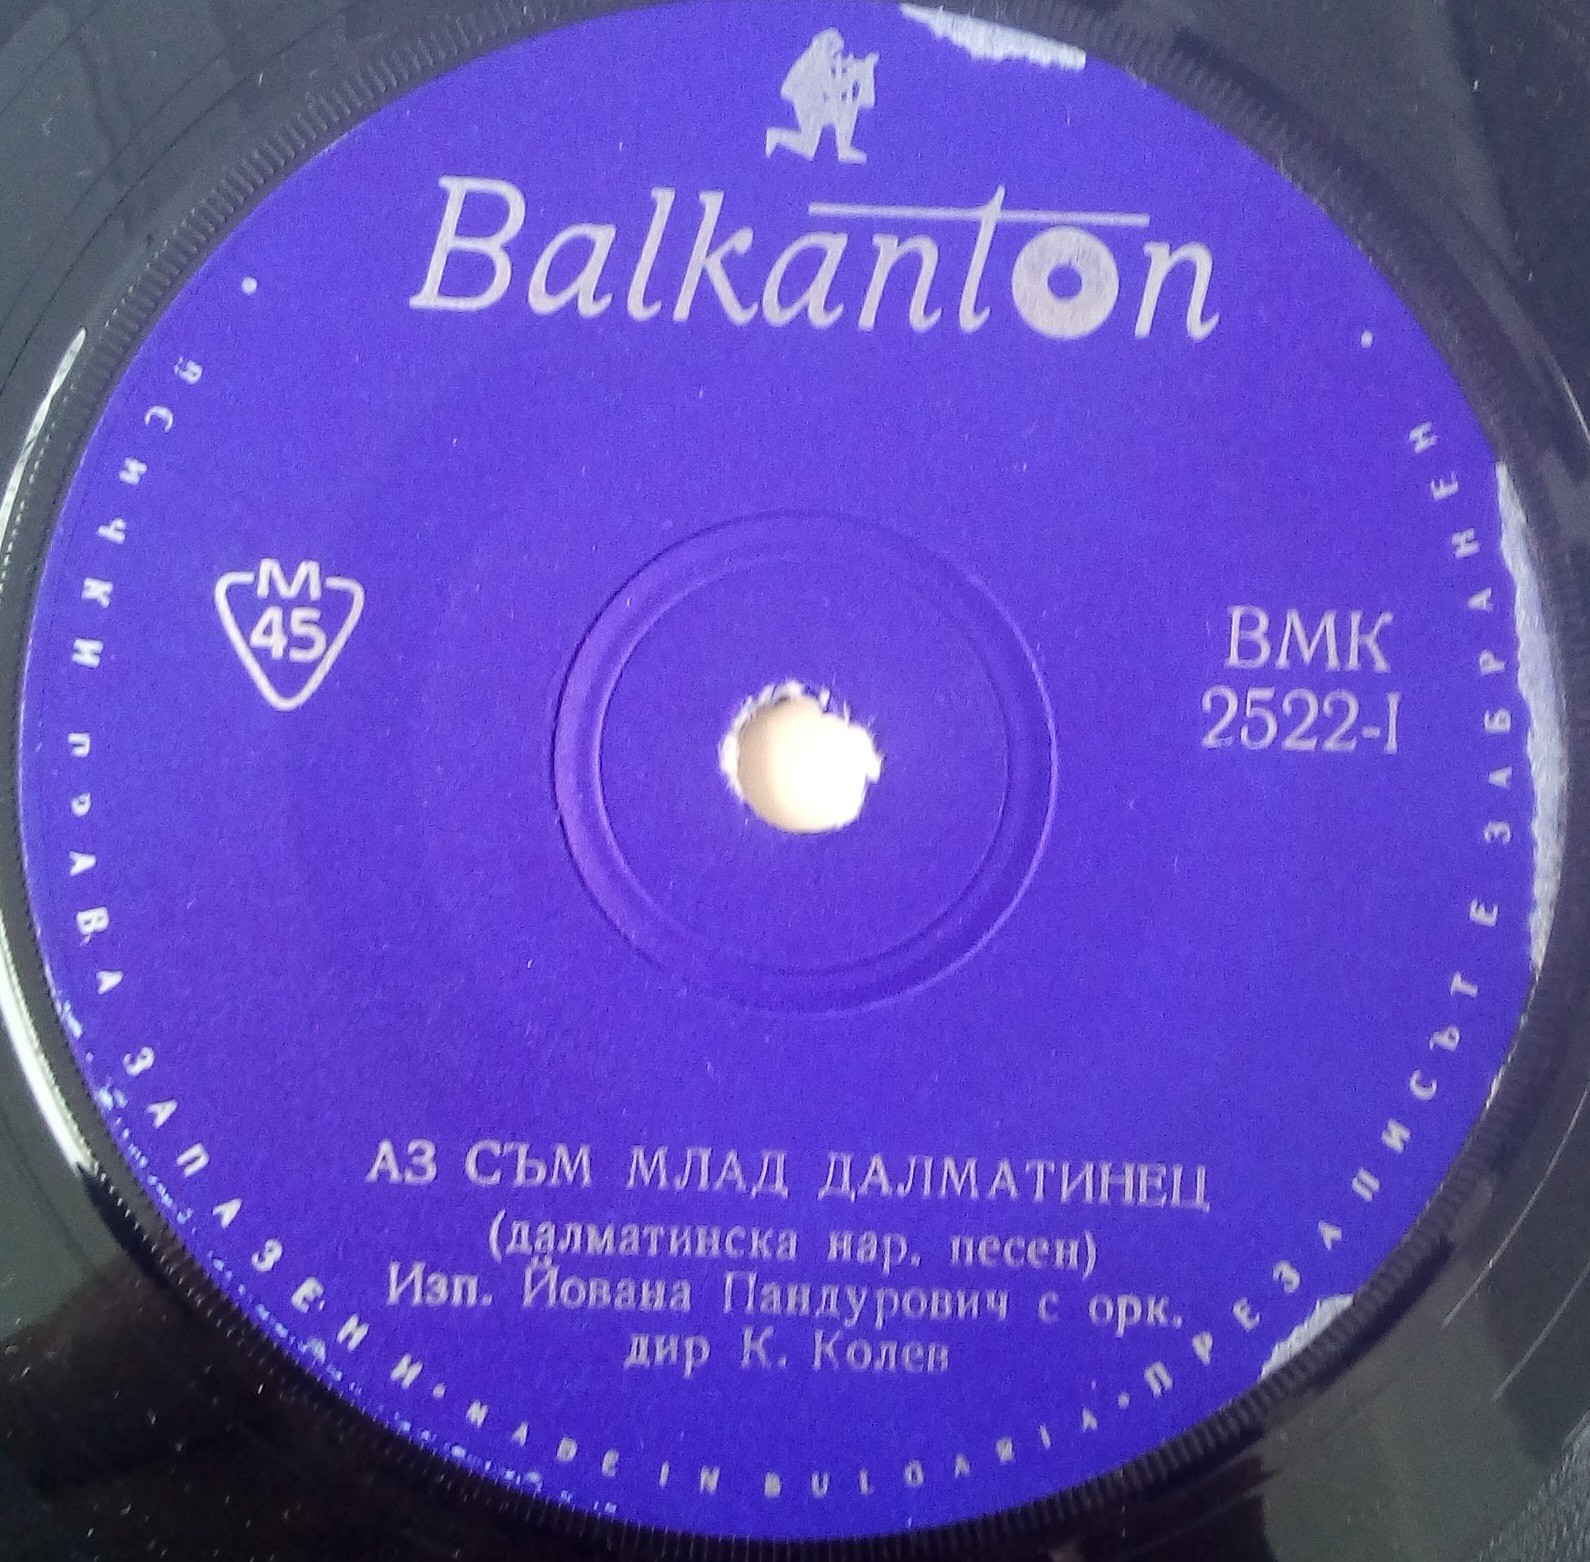 Balkanton
М
45
ВМК
2522-I
АЗ СЪМ МЛАД ДАЛМАТИНЕЦ
(далматинска нар. песен)
Изп. Йована Пандурович с орк.
дир К. Колев
ВСИЧКИ ПРАВА ЗАПАЗЕНИ • MADE IN BULGARIA • ПРЕЗАПИСЪТ Е ЗАБРАНЕН